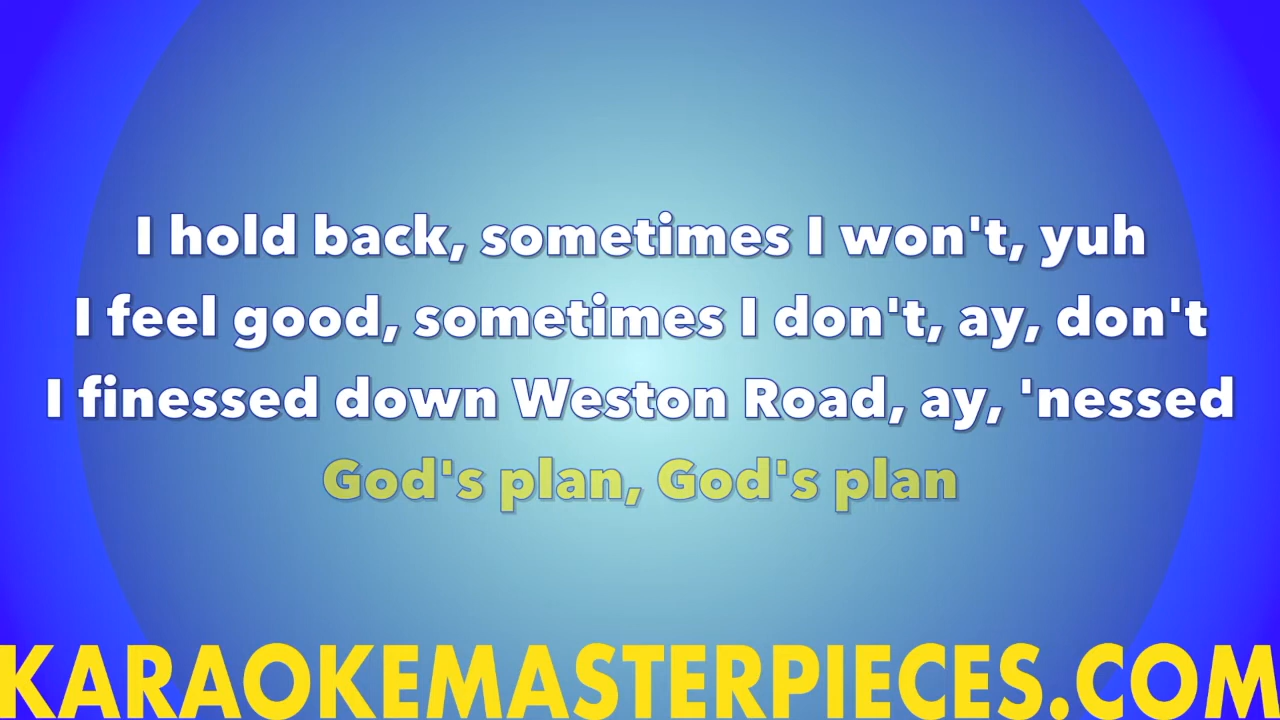 I hold back, sometimes I won't, yuh
I feel good, sometimes I don't, ay, don't
I finessed down Weston Road, ay, 'nessed
God's plan, God's plan
KARAOKEMASTERPIECES.COM